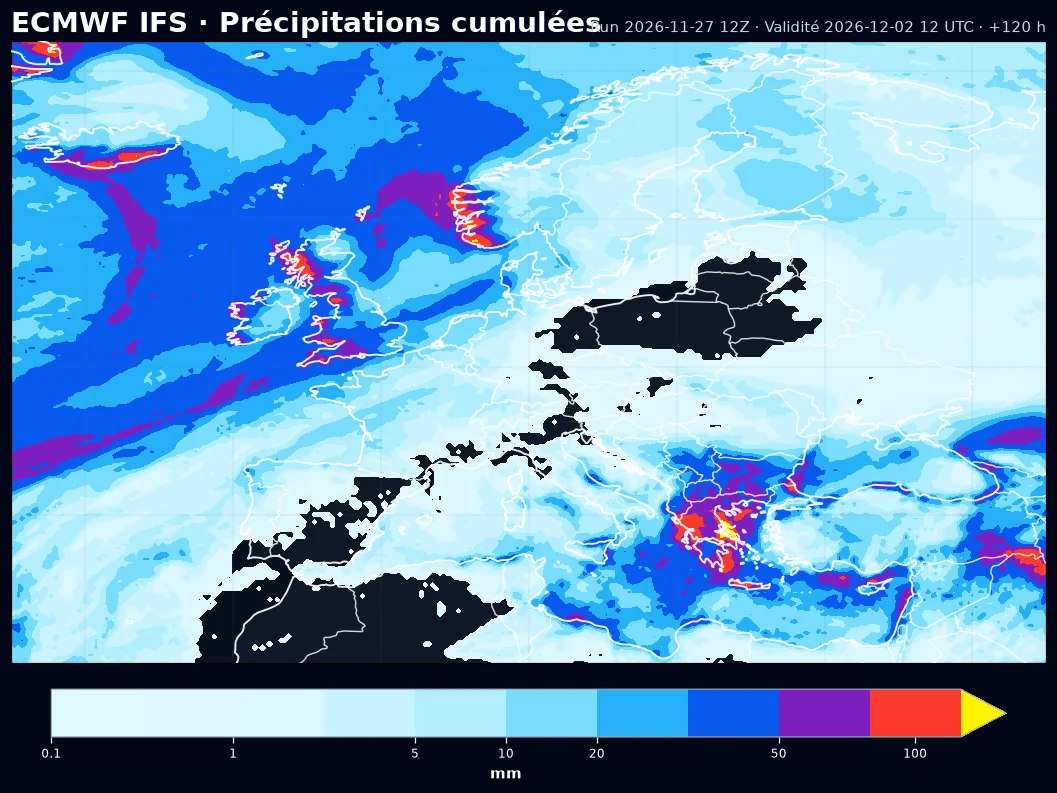 ECMWF IFS · Précipitations cumulées
Run 2026-11-27 12Z · Validité 2026-12-02 12 UTC · +120 h
0.1 1 5 10 20 50 100
mm